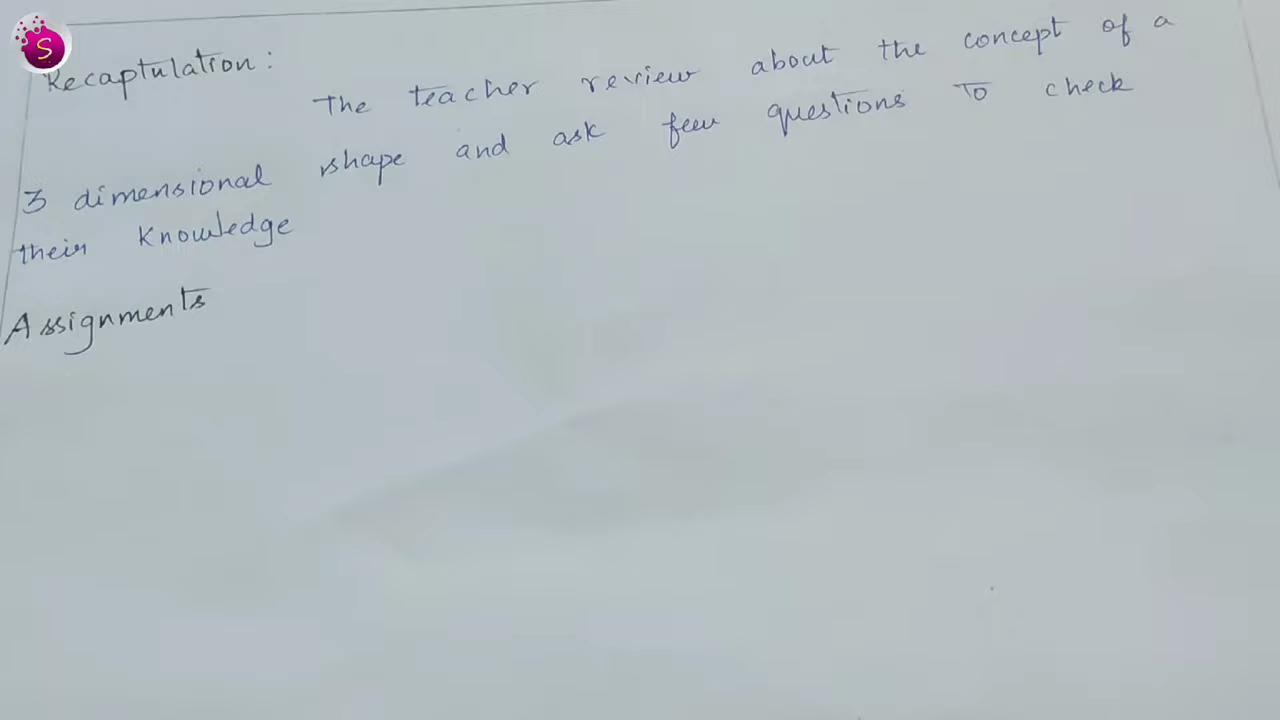 S
Recaptulation :
The teacher review about the concept of a
3 dimensional shape and ask few questions to check
their knowledge
Assignments